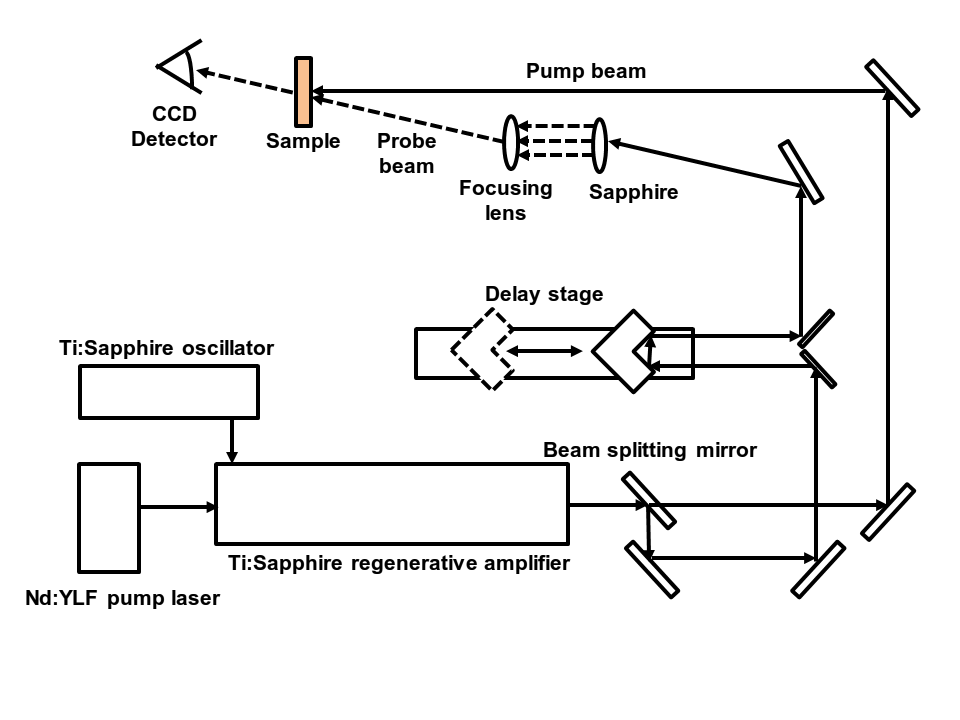 Pump beam
CCD
Detector
Sample
Probe
beam
Focusing
lens
Sapphire
Delay stage
Ti:Sapphire oscillator
Beam splitting mirror
Ti:Sapphire regenerative amplifier
Nd:YLF pump laser